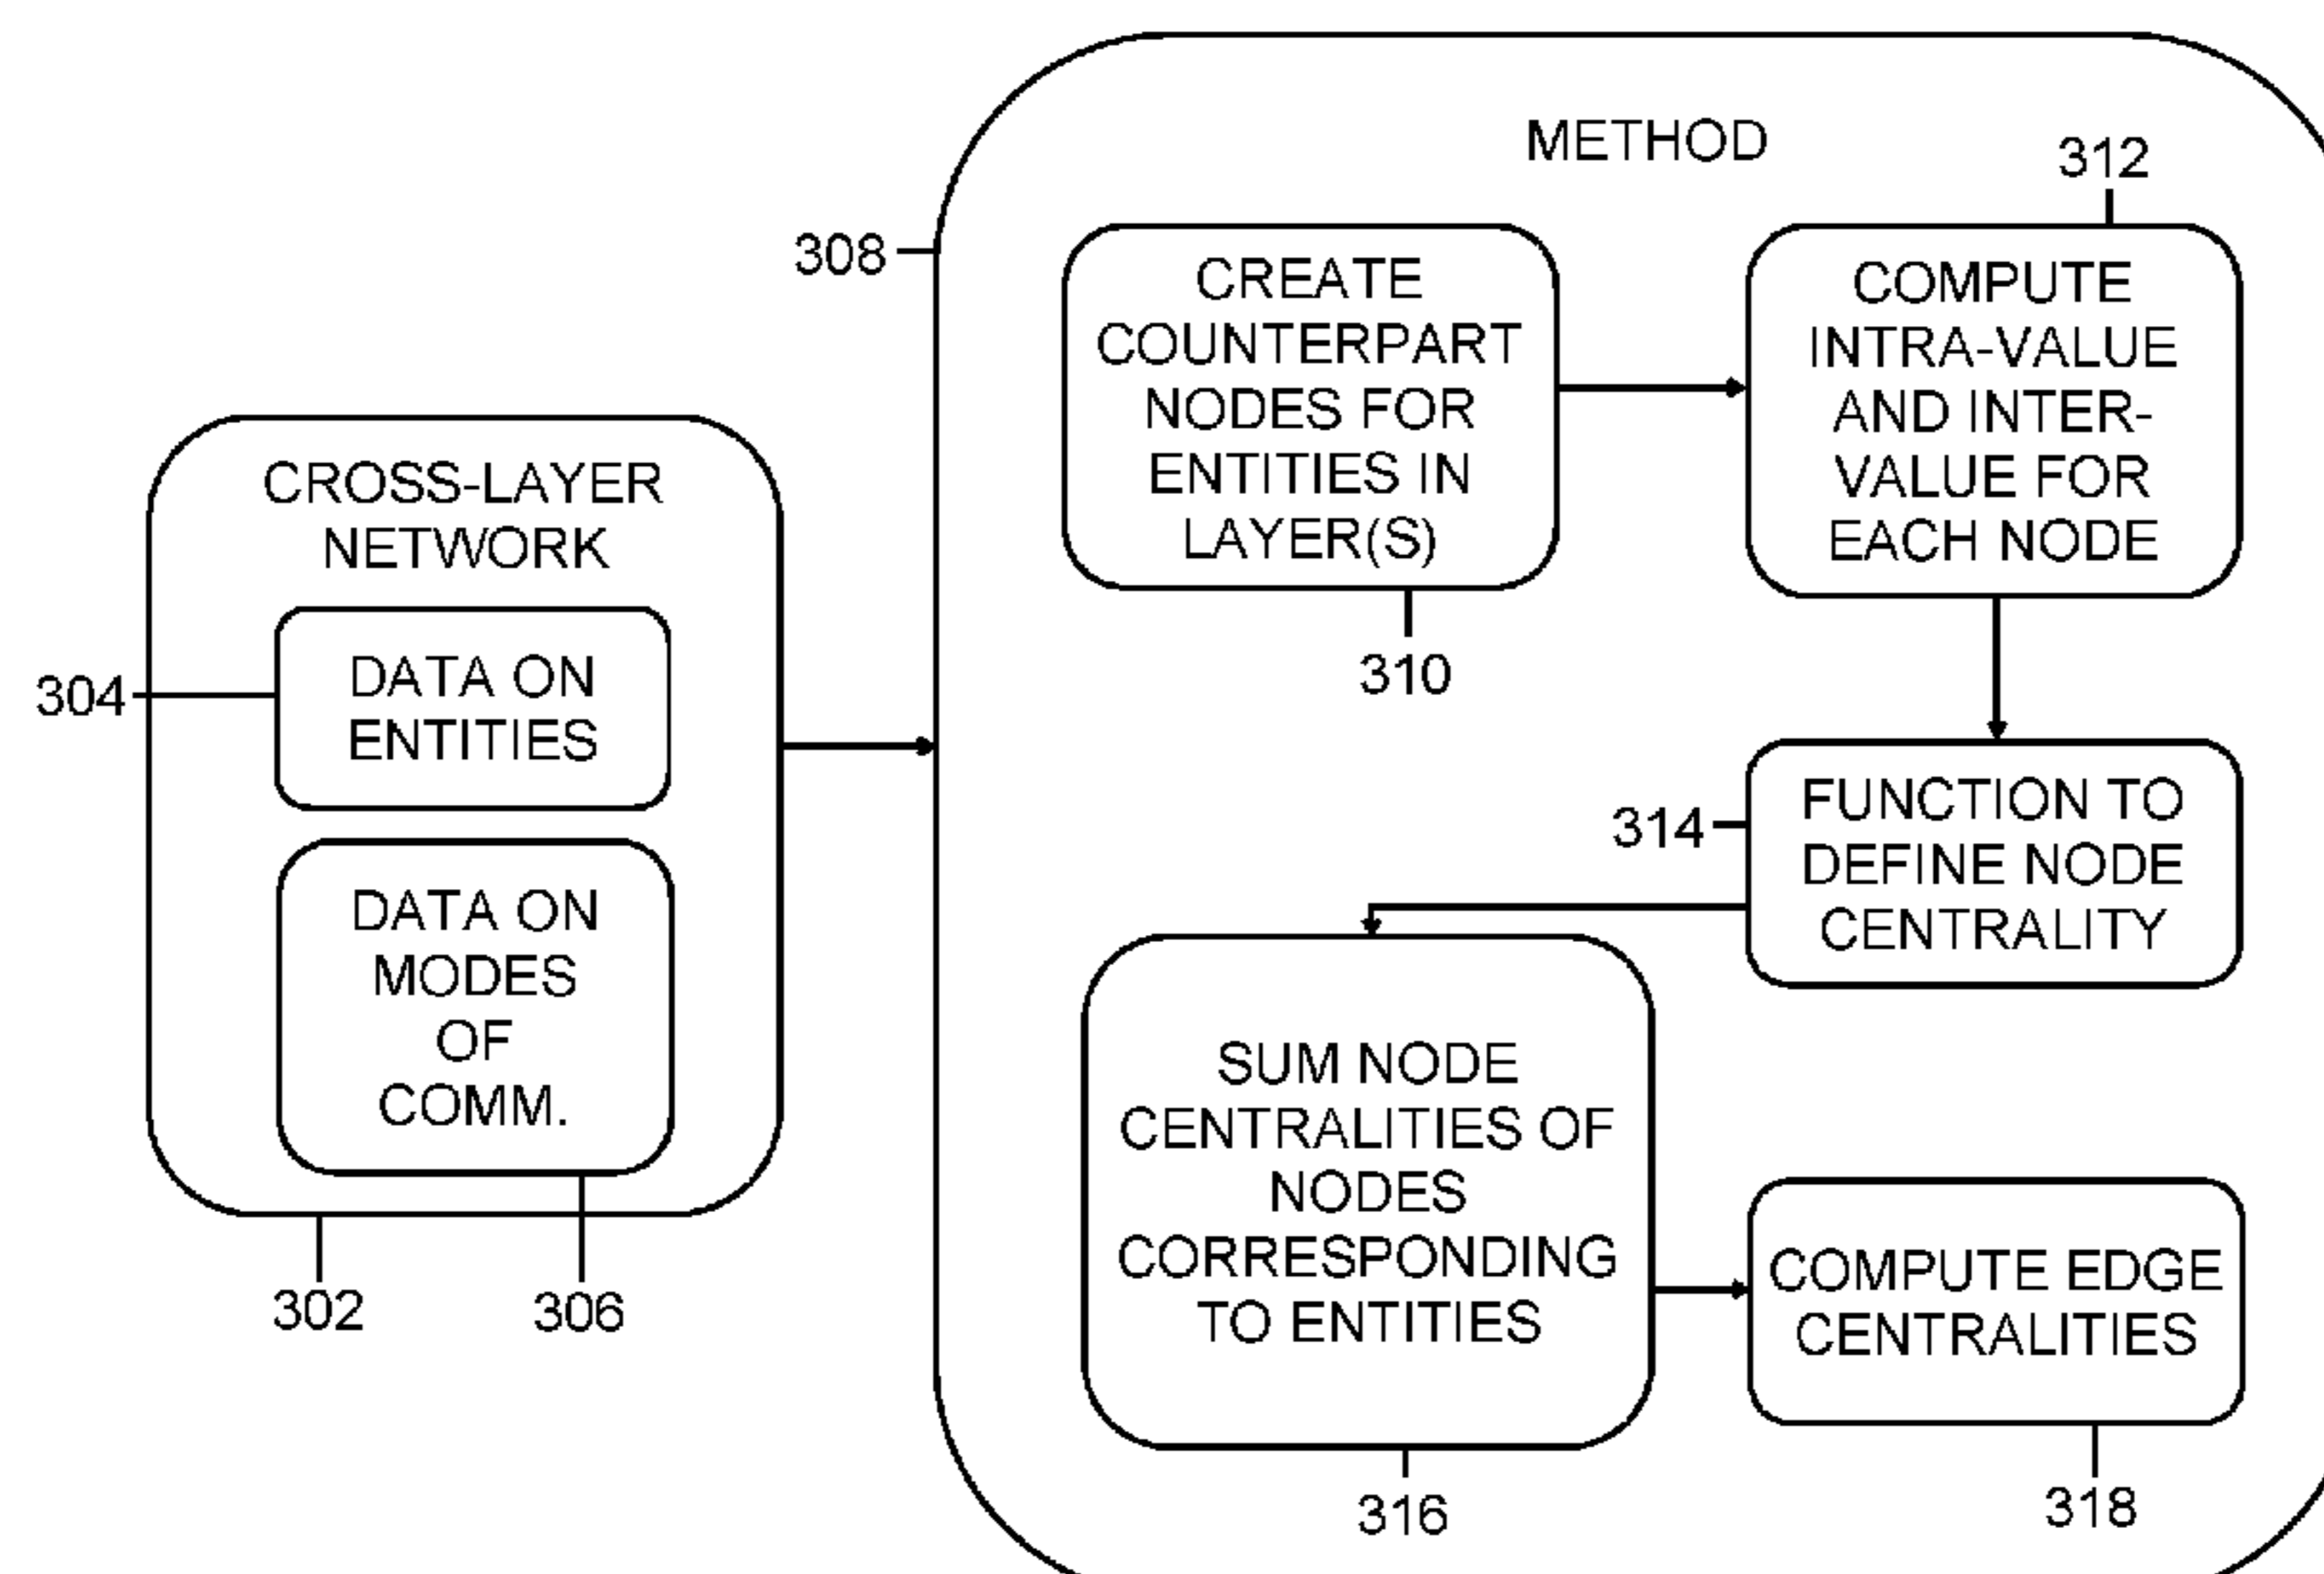 METHOD
312
308
CREATE
COUNTERPART
NODES FOR
ENTITIES IN
LAYER(S)
310
COMPUTE
INTRA-VALUE
AND INTER-
VALUE FOR
EACH NODE
CROSS-LAYER
NETWORK
304
DATA ON
ENTITIES
DATA ON
MODES
OF
COMM.
302
306
314
FUNCTION TO
DEFINE NODE
CENTRALITY
SUM NODE
CENTRALITIES OF
NODES
CORRESPONDING
TO ENTITIES
316
COMPUTE EDGE
CENTRALITIES
318